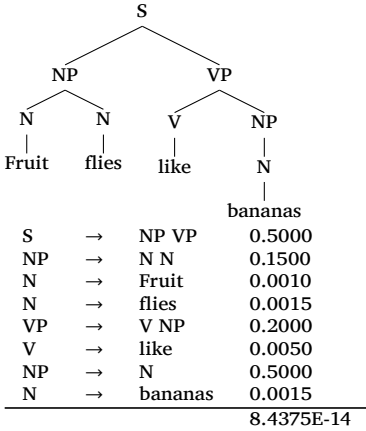 S
NP VP
N N V NP
Fruit flies like N
bananas
S → NP VP 0.5000
NP → N N 0.1500
N → Fruit 0.0010
N → flies 0.0015
VP → V NP 0.2000
V → like 0.0050
NP → N 0.5000
N → bananas 0.0015
8.4375E-14